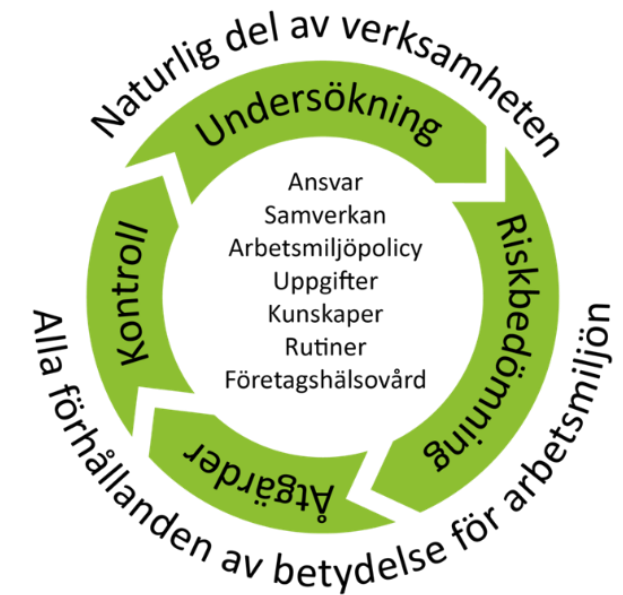 Naturlig del av verksamheten
Undersökning
Riskbedömning
Åtgärder
Kontroll
Ansvar
Samverkan
Arbetsmiljöpolicy
Uppgifter
Kunskaper
Rutiner
Företagshälsovård
Alla förhållanden av betydelse för arbetsmiljön